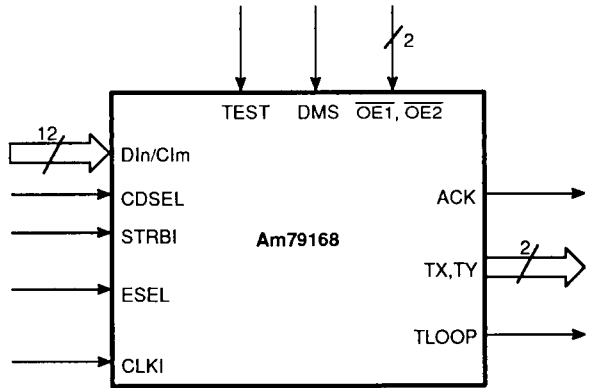 2
TEST DMS OE1, OE2
12
DIn/CIm
CDSEL
ACK
STRBI
Am79168
2
TX,TY
ESEL
TLOOP
CLKI